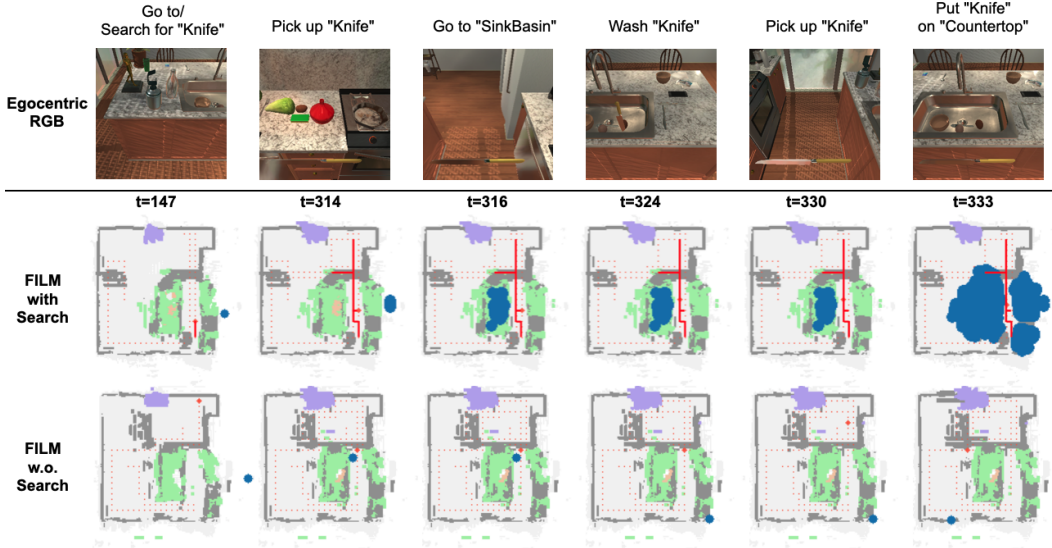 Go to/
Search for "Knife"
Pick up "Knife"
Go to "SinkBasin"
Wash "Knife"
Pick up "Knife"
Put "Knife"
on "Countertop"
Egocentric
RGB
t=147
t=314
t=316
t=324
t=330
t=333
FILM
with
Search
FILM
w.o.
Search